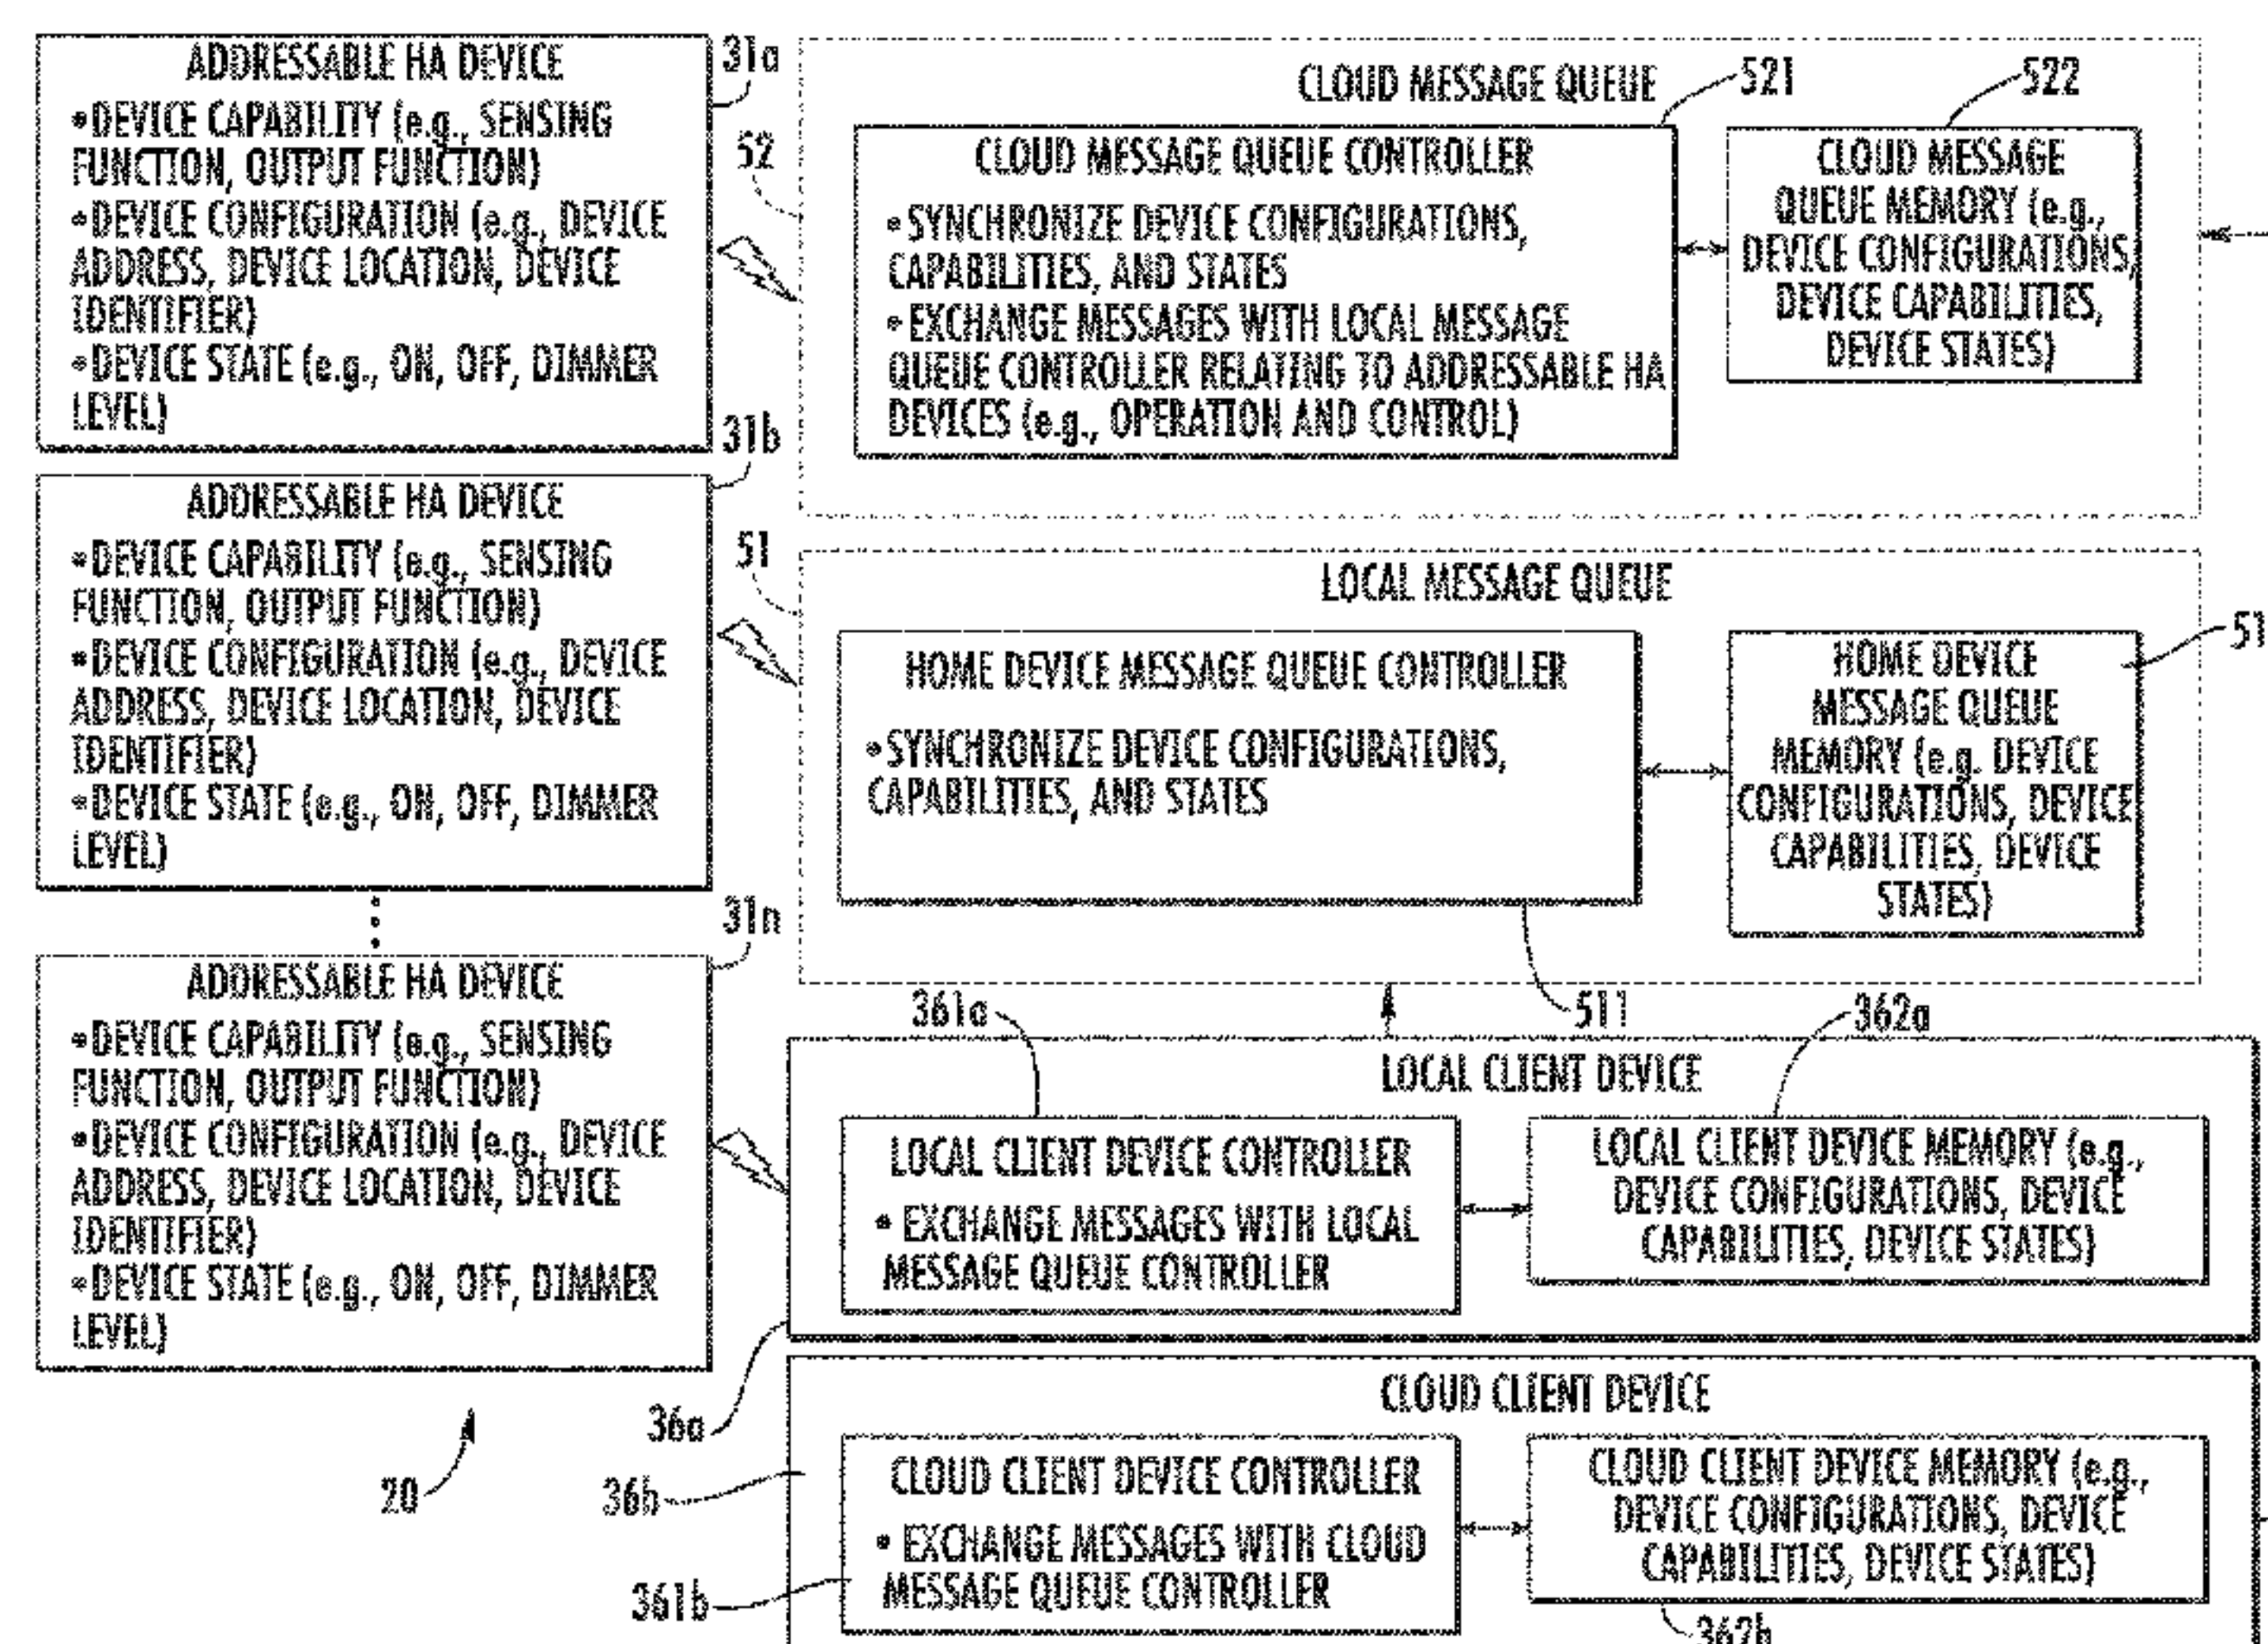 ADDRESSABLE HA DEVICE
•DEVICE CAPABILITY (e.g., SENSING
FUNCTION, OUTPUT FUNCTION)
•DEVICE CONFIGURATION (e.g., DEVICE
ADDRESS, DEVICE LOCATION, DEVICE
IDENTIFIER)
•DEVICE STATE (e.g., ON, OFF, DIMMER
LEVEL)
31a
ADDRESSABLE HA DEVICE
•DEVICE CAPABILITY (e.g., SENSING
FUNCTION, OUTPUT FUNCTION)
•DEVICE CONFIGURATION (e.g., DEVICE
ADDRESS, DEVICE LOCATION, DEVICE
IDENTIFIER)
•DEVICE STATE (e.g., ON, OFF, DIMMER
LEVEL)
31b
ADDRESSABLE HA DEVICE
•DEVICE CAPABILITY (e.g., SENSING
FUNCTION, OUTPUT FUNCTION)
•DEVICE CONFIGURATION (e.g., DEVICE
ADDRESS, DEVICE LOCATION, DEVICE
IDENTIFIER)
•DEVICE STATE (e.g., ON, OFF, DIMMER
LEVEL)
31n
20
52
CLOUD MESSAGE QUEUE
521
522
CLOUD MESSAGE QUEUE CONTROLLER
•SYNCHRONIZE DEVICE CONFIGURATIONS,
CAPABILITIES, AND STATES
•EXCHANGE MESSAGES WITH LOCAL MESSAGE
QUEUE CONTROLLER RELATING TO ADDRESSABLE HA
DEVICES (e.g., OPERATION AND CONTROL)
CLOUD MESSAGE
QUEUE MEMORY (e.g.,
DEVICE CONFIGURATIONS,
DEVICE CAPABILITIES,
DEVICE STATES)
51
LOCAL MESSAGE QUEUE
HOME DEVICE MESSAGE QUEUE CONTROLLER
•SYNCHRONIZE DEVICE CONFIGURATIONS,
CAPABILITIES, AND STATES
511
HOME DEVICE
MESSAGE QUEUE
MEMORY (e.g. DEVICE
CONFIGURATIONS, DEVICE
CAPABILITIES, DEVICE
STATES)
51
361a
362a
LOCAL CLIENT DEVICE
LOCAL CLIENT DEVICE CONTROLLER
• EXCHANGE MESSAGES WITH LOCAL
MESSAGE QUEUE CONTROLLER
LOCAL CLIENT DEVICE MEMORY (e.g.,
DEVICE CONFIGURATIONS, DEVICE
CAPABILITIES, DEVICE STATES)
36a
CLOUD CLIENT DEVICE
36b
CLOUD CLIENT DEVICE CONTROLLER
• EXCHANGE MESSAGES WITH CLOUD
MESSAGE QUEUE CONTROLLER
361b
CLOUD CLIENT DEVICE MEMORY (e.g.,
DEVICE CONFIGURATIONS, DEVICE
CAPABILITIES, DEVICE STATES)
362b